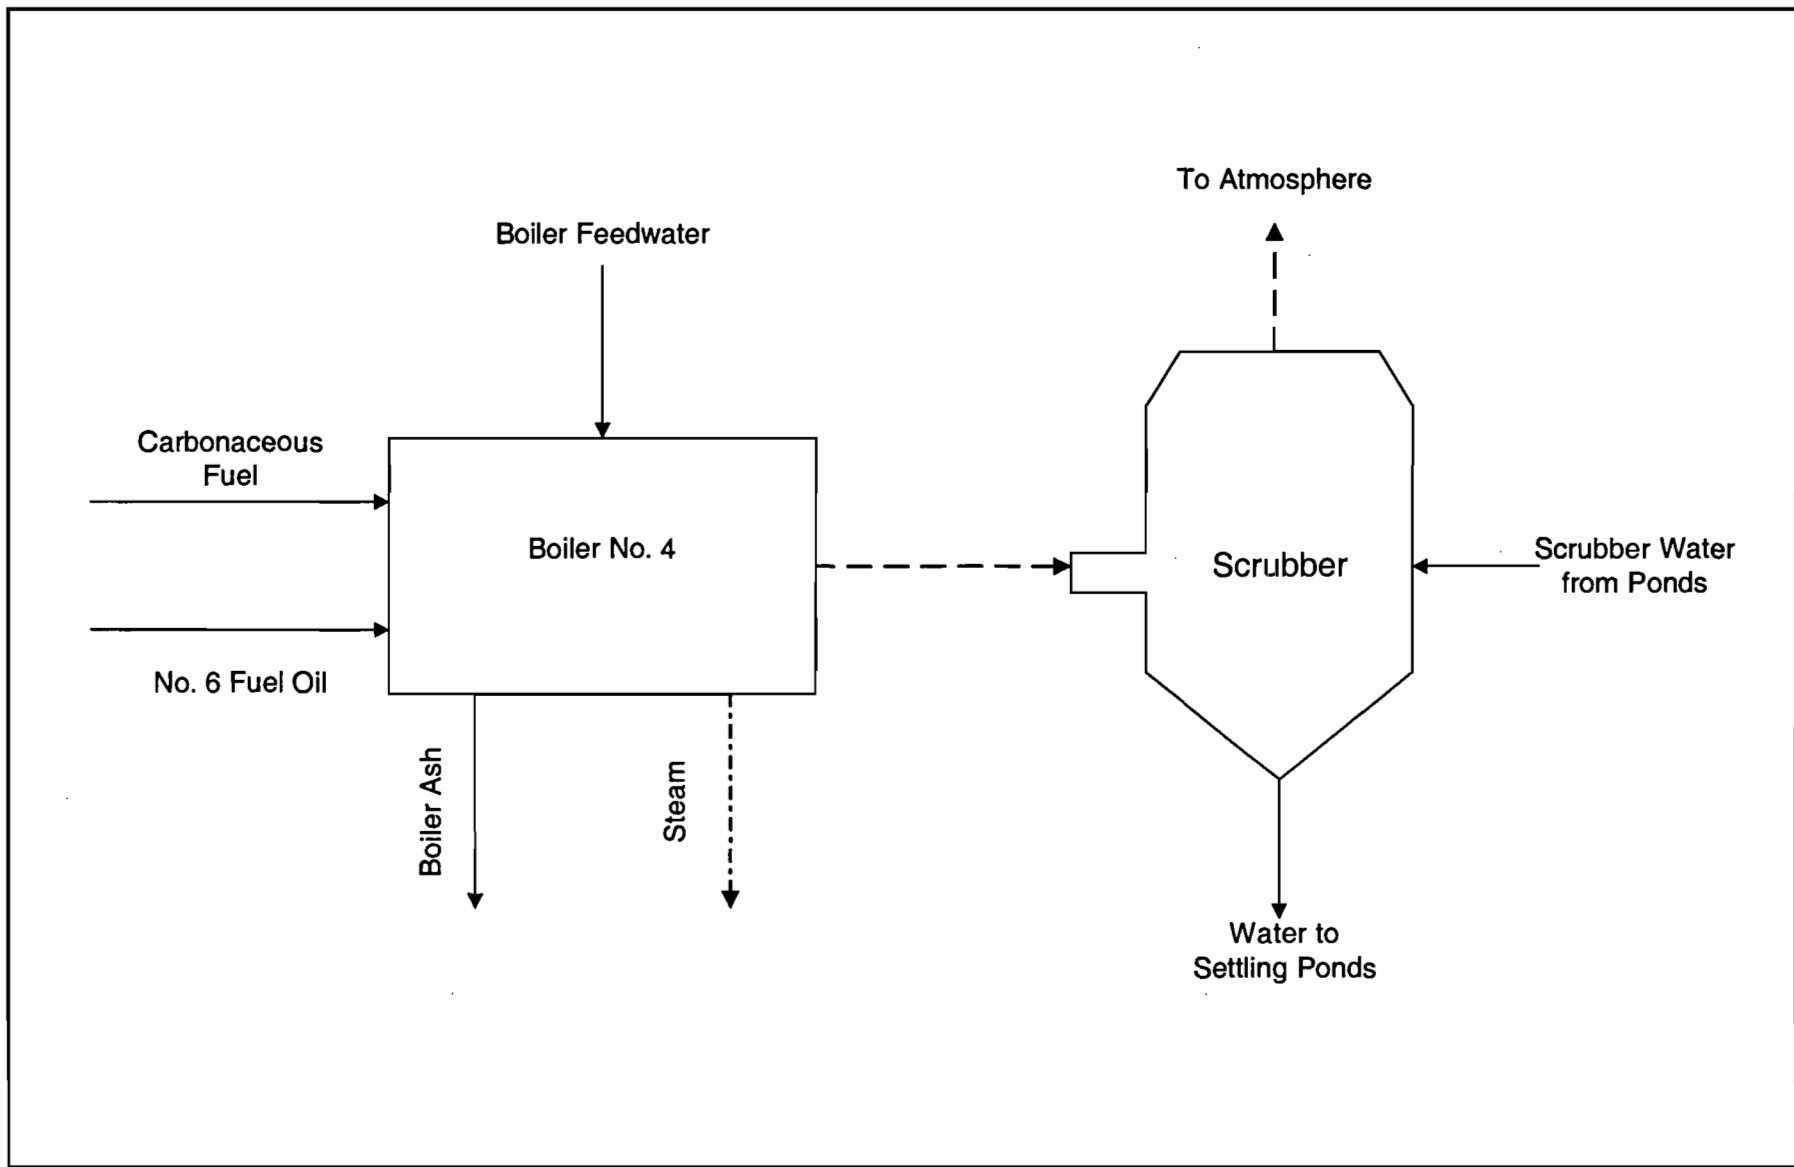 To Atmosphere
Boiler Feedwater
Carbonaceous
Fuel
Boiler No. 4
Scrubber
Scrubber Water
from Ponds
No. 6 Fuel Oil
Boiler Ash
Steam
Water to
Settling Ponds